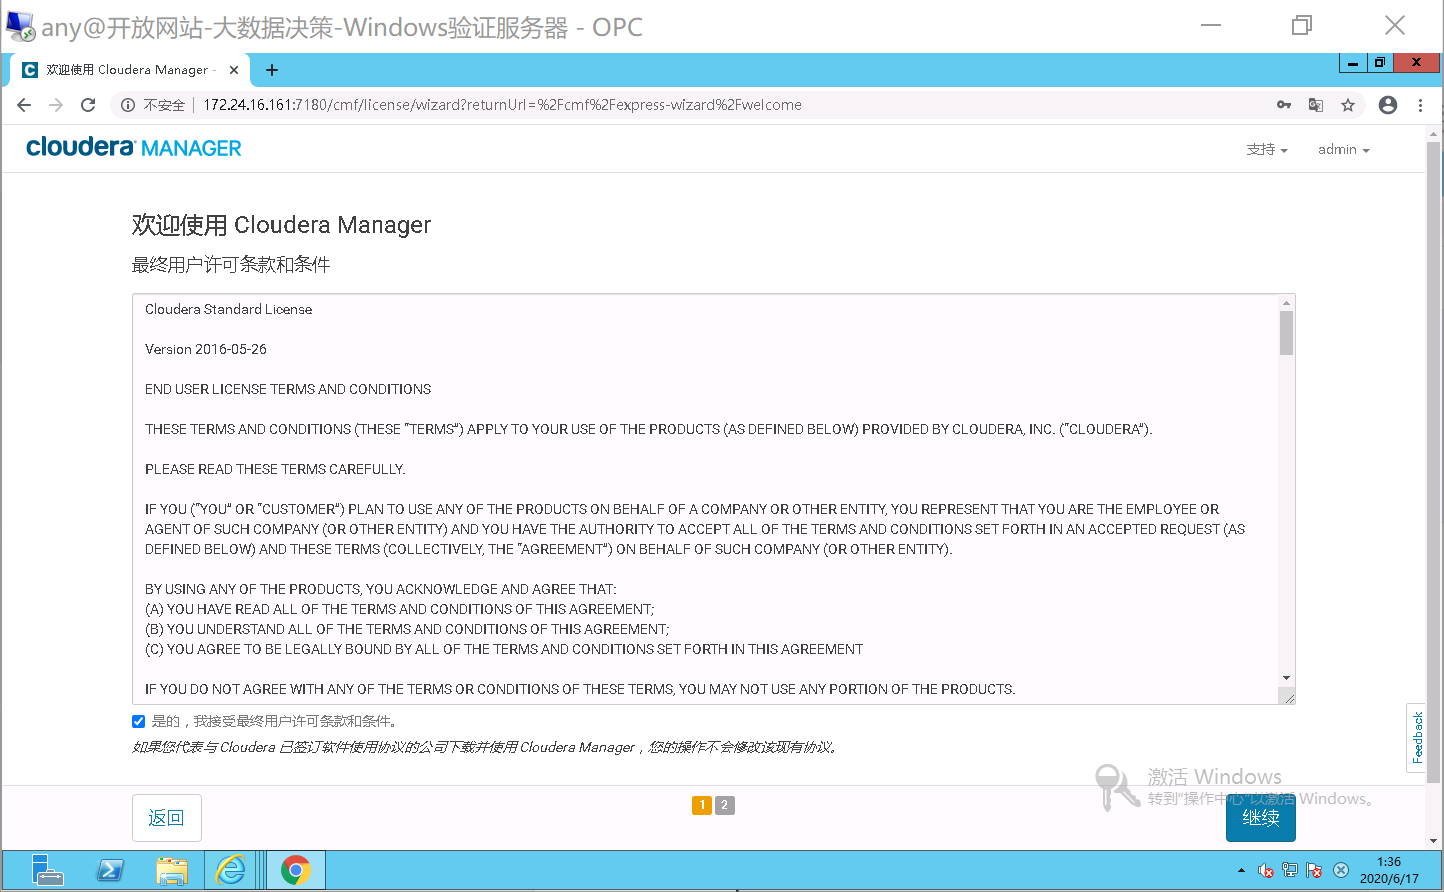 any@开放网站-大数据决策-Windows验证服务器 - OPC
欢迎使用 Cloudera Manager -
不安全 172.24.16.161:7180/cmf/license/wizard?returnUrl=%2Fcmf%2Fexpress-wizard%2Fwelcome
cloudera MANAGER
支持
admin
欢迎使用 Cloudera Manager
最终用户许可条款和条件
Cloudera Standard License
Version 2016-05-26
END USER LICENSE TERMS AND CONDITIONS
THESE TERMS AND CONDITIONS (THESE "TERMS") APPLY TO YOUR USE OF THE PRODUCTS (AS DEFINED BELOW) PROVIDED BY CLOUDERA, INC. ("CLOUDERA").
PLEASE READ THESE TERMS CAREFULLY.
IF YOU ("YOU" OR "CUSTOMER") PLAN TO USE ANY OF THE PRODUCTS ON BEHALF OF A COMPANY OR OTHER ENTITY, YOU REPRESENT THAT YOU ARE THE EMPLOYEE OR
AGENT OF SUCH COMPANY (OR OTHER ENTITY) AND YOU HAVE THE AUTHORITY TO ACCEPT ALL OF THE TERMS AND CONDITIONS SET FORTH IN AN ACCEPTED REQUEST (AS
DEFINED BELOW) AND THESE TERMS (COLLECTIVELY, THE "AGREEMENT") ON BEHALF OF SUCH COMPANY (OR OTHER ENTITY).
BY USING ANY OF THE PRODUCTS, YOU ACKNOWLEDGE AND AGREE THAT:
(A) YOU HAVE READ ALL OF THE TERMS AND CONDITIONS OF THIS AGREEMENT;
(B) YOU UNDERSTAND ALL OF THE TERMS AND CONDITIONS OF THIS AGREEMENT;
(C) YOU AGREE TO BE LEGALLY BOUND BY ALL OF THE TERMS AND CONDITIONS SET FORTH IN THIS AGREEMENT
IF YOU DO NOT AGREE WITH ANY OF THE TERMS OR CONDITIONS OF THESE TERMS, YOU MAY NOT USE ANY PORTION OF THE PRODUCTS.
是的，我接受最终用户许可条款和条件。
如果您代表与 Cloudera 已签订软件使用协议的公司下载并使用 Cloudera Manager，您的操作不会修改该现有协议。
Feedback
激活 Windows
转到"操作中心"以激活 Windows。
返回
1 2
继续
1:36
2020/6/17